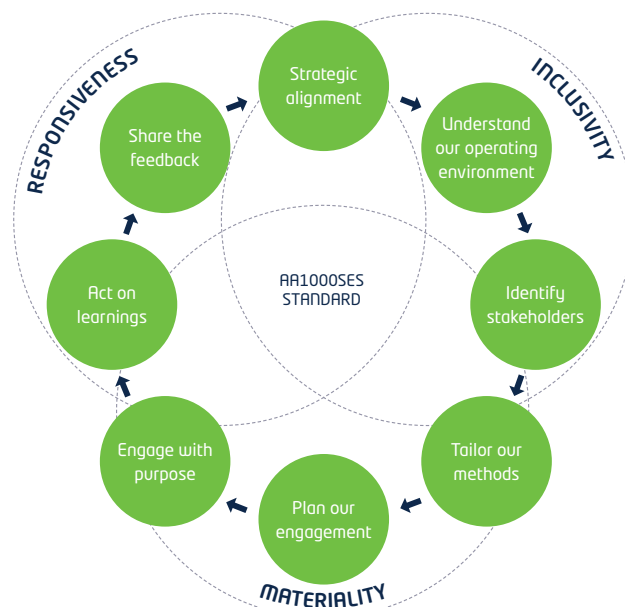 RESPONSIVENESS
INCLUSIVITY
Strategic
alignment
Understand
our operating
environment
Identify
stakeholders
Tailor our
methods
Plan our
engagement
Engage with
purpose
Act on
learnings
Share the
feedback
AA1000SES
STANDARD
MATERIALITY